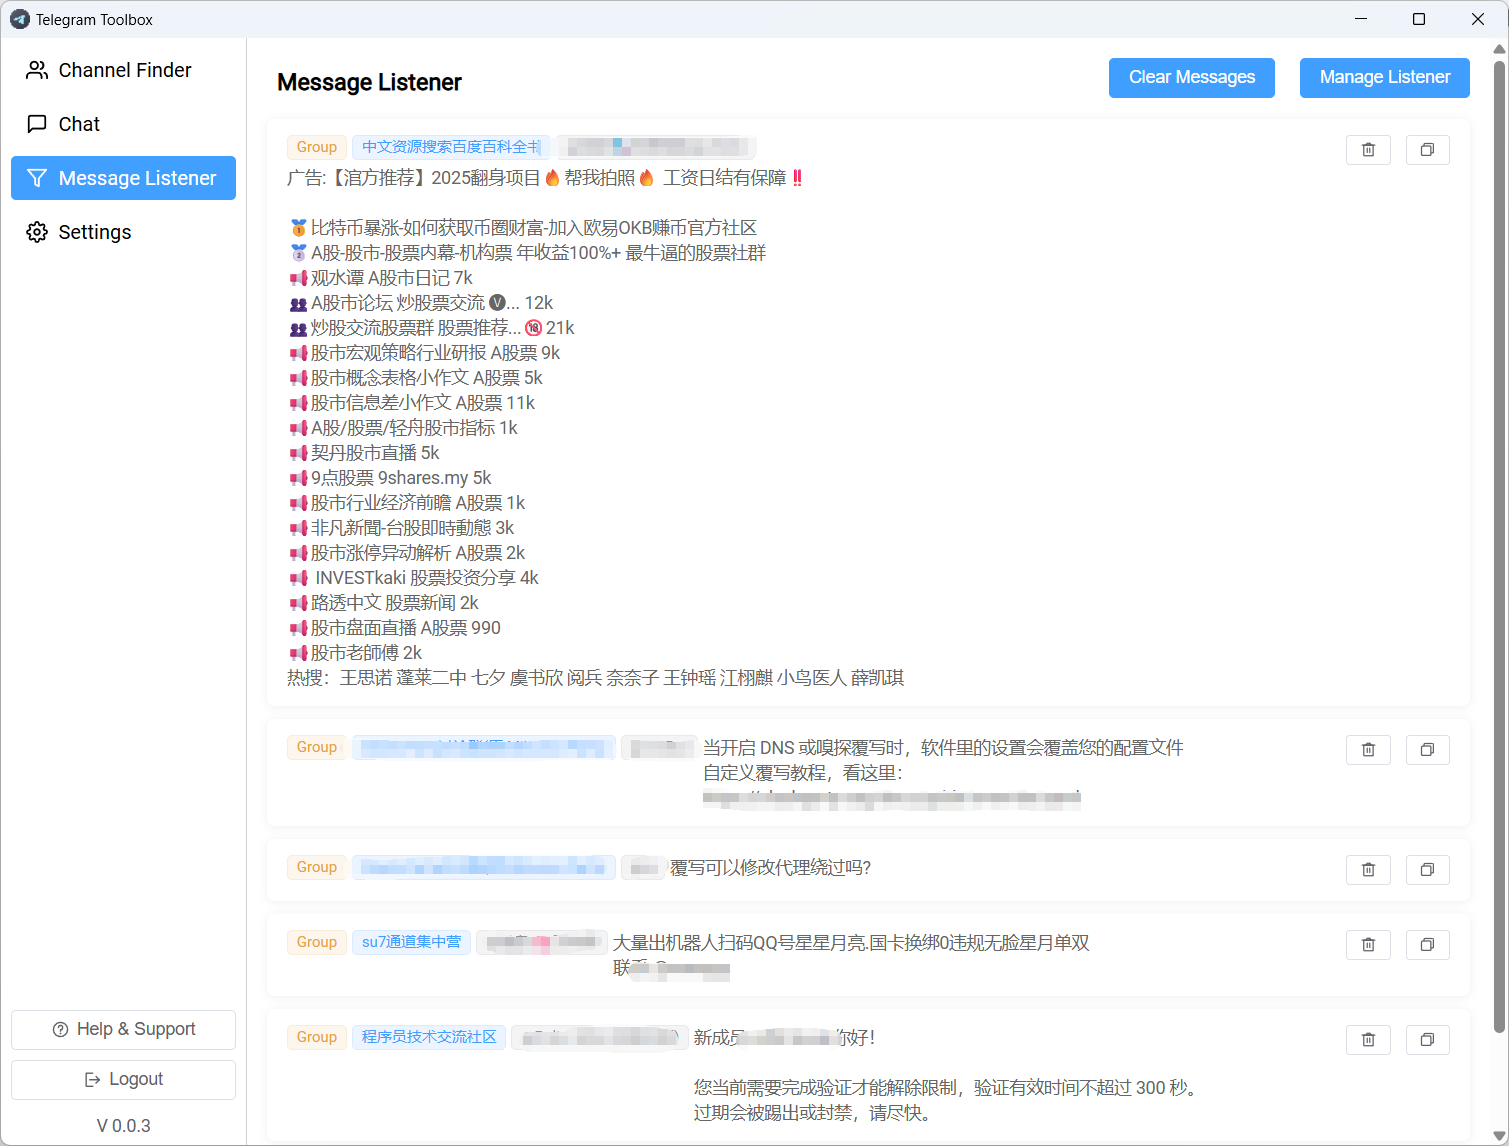 Telegram Toolbox
Channel Finder
Chat
Message Listener
Settings
Help & Support
Logout
V 0.0.3
Message Listener
Clear Messages
Manage Listener
Group 中文资源搜索百度百科全书
广告:【湆方推荐】2025翻身项目🔥帮我拍照🔥 工资日结有保障‼️
🥇比特币暴涨-如何获取币圈财富-加入欧易OKB赚币官方社区
🥈A股-股市-股票内幕-机构票 年收益100%+ 最牛逼的股票社群
📢观水谭 A股市日记 7k
👥A股市论坛 炒股票交流 🅥... 12k
👥炒股交流股票群 股票推荐... 🔞 21k
📢股市宏观策略行业研报 A股票 9k
📢股市概念表格小作文 A股票 5k
📢股市信息差小作文 A股票 11k
📢A股/股票/轻舟股市指标 1k
📢契丹股市直播 5k
📢9点股票 9shares.my 5k
📢股市行业经济前瞻 A股票 1k
📢非凡新聞-台股即時動態 3k
📢股市涨停异动解析 A股票 2k
📢 INVESTkaki 股票投资分享 4k
📢路透中文 股票新闻 2k
📢股市盘面直播 A股票 990
📢股市老師傅 2k
热搜：王思诺 蓬莱二中 七夕 虞书欣 阅兵 奈奈子 王钟瑶 江栩麒 小鸟医人 薛凯琪
Group 当开启 DNS 或嗅探覆写时，软件里的设置会覆盖您的配置文件
自定义覆写教程，看这里：
Group 覆写可以修改代理绕过吗?
Group su7通道集中营 大量出机器人扫码QQ号星星月亮.国卡换绑0违规无脸星月单双
联系
Group 程序员技术交流社区 新成员 你好！
您当前需要完成验证才能解除限制，验证有效时间不超过 300 秒。
过期会被踢出或封禁，请尽快。